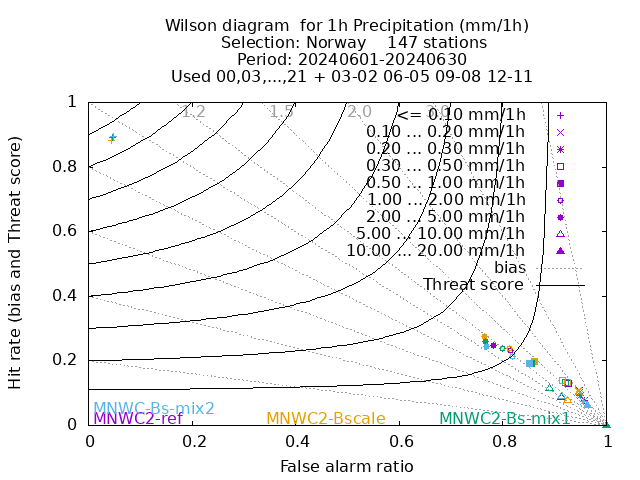 Wilson diagram  for 1h Precipitation (mm/1h)
Selection: Norway    147 stations
Period: 20240601-20240630
Used 00,03,...,21 + 03-02 06-05 09-08 12-11
Hit rate (bias and Threat score)
1
0.8
0.6
0.4
0.2
0
1.2
1.5
2.0
3.0
<= 0.10 mm/1h
0.10 ... 0.20 mm/1h
0.20 ... 0.30 mm/1h
0.30 ... 0.50 mm/1h
0.50 ... 1.00 mm/1h
1.00 ... 2.00 mm/1h
2.00 ... 5.00 mm/1h
5.00 ... 10.00 mm/1h
10.00 ... 20.00 mm/1h
bias
Threat score
MNWC-Bs-mix2
MNWC2-ref
MNWC2-Bscale
MNWC2-Bs-mix1
0 0.2 0.4 0.6 0.8 1
False alarm ratio